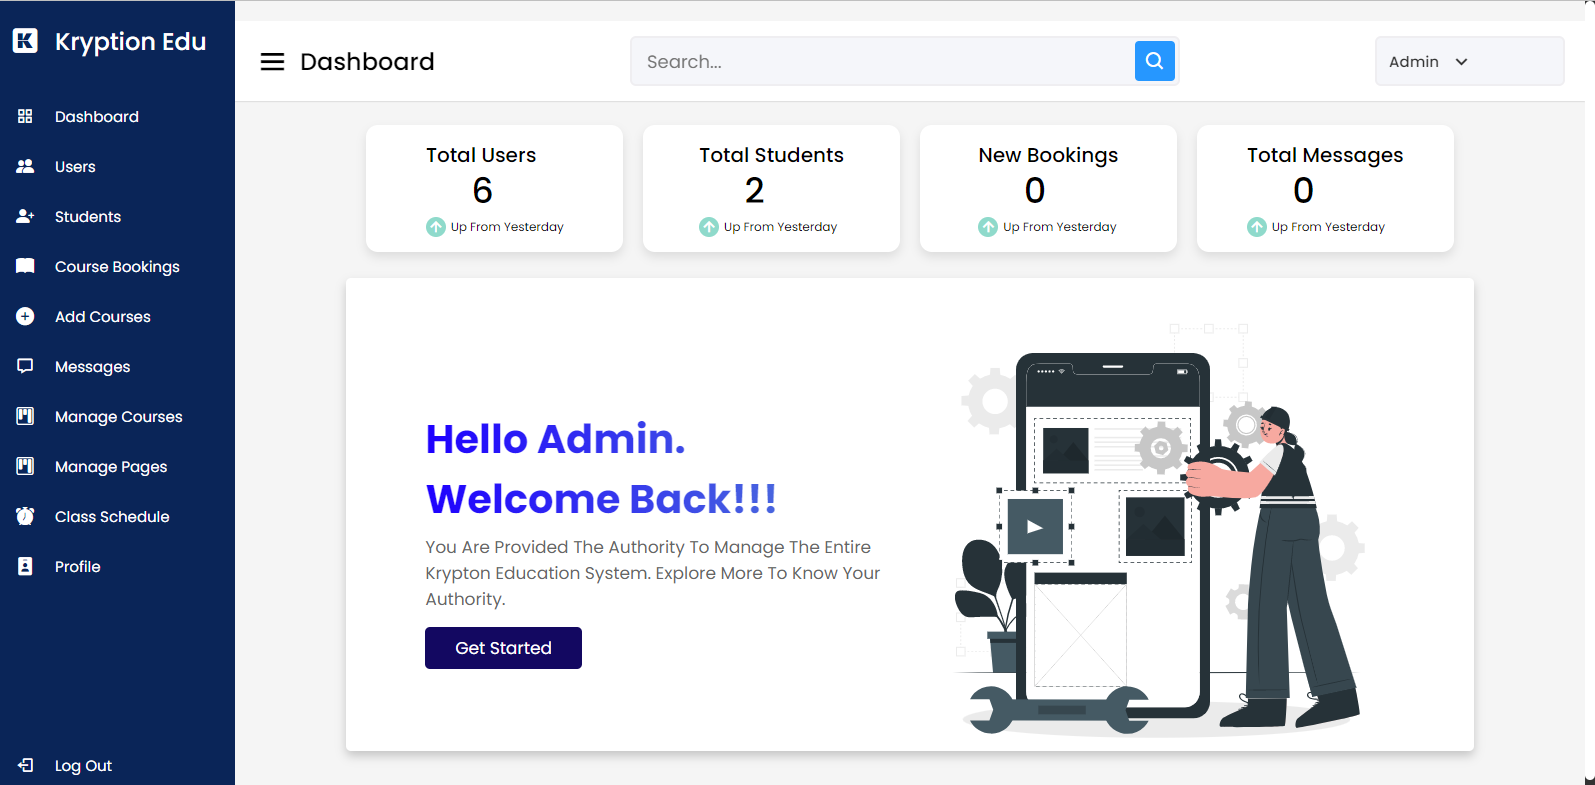 Kryption Edu
Dashboard
Users
Students
Course Bookings
Add Courses
Messages
Manage Courses
Manage Pages
Class Schedule
Profile
Log Out
Dashboard
Search...
Admin
Total Users
6
Up From Yesterday
Total Students
2
Up From Yesterday
New Bookings
0
Up From Yesterday
Total Messages
0
Up From Yesterday
Hello Admin.
Welcome Back!!!
You Are Provided The Authority To Manage The Entire
Krypton Education System. Explore More To Know Your
Authority.
Get Started